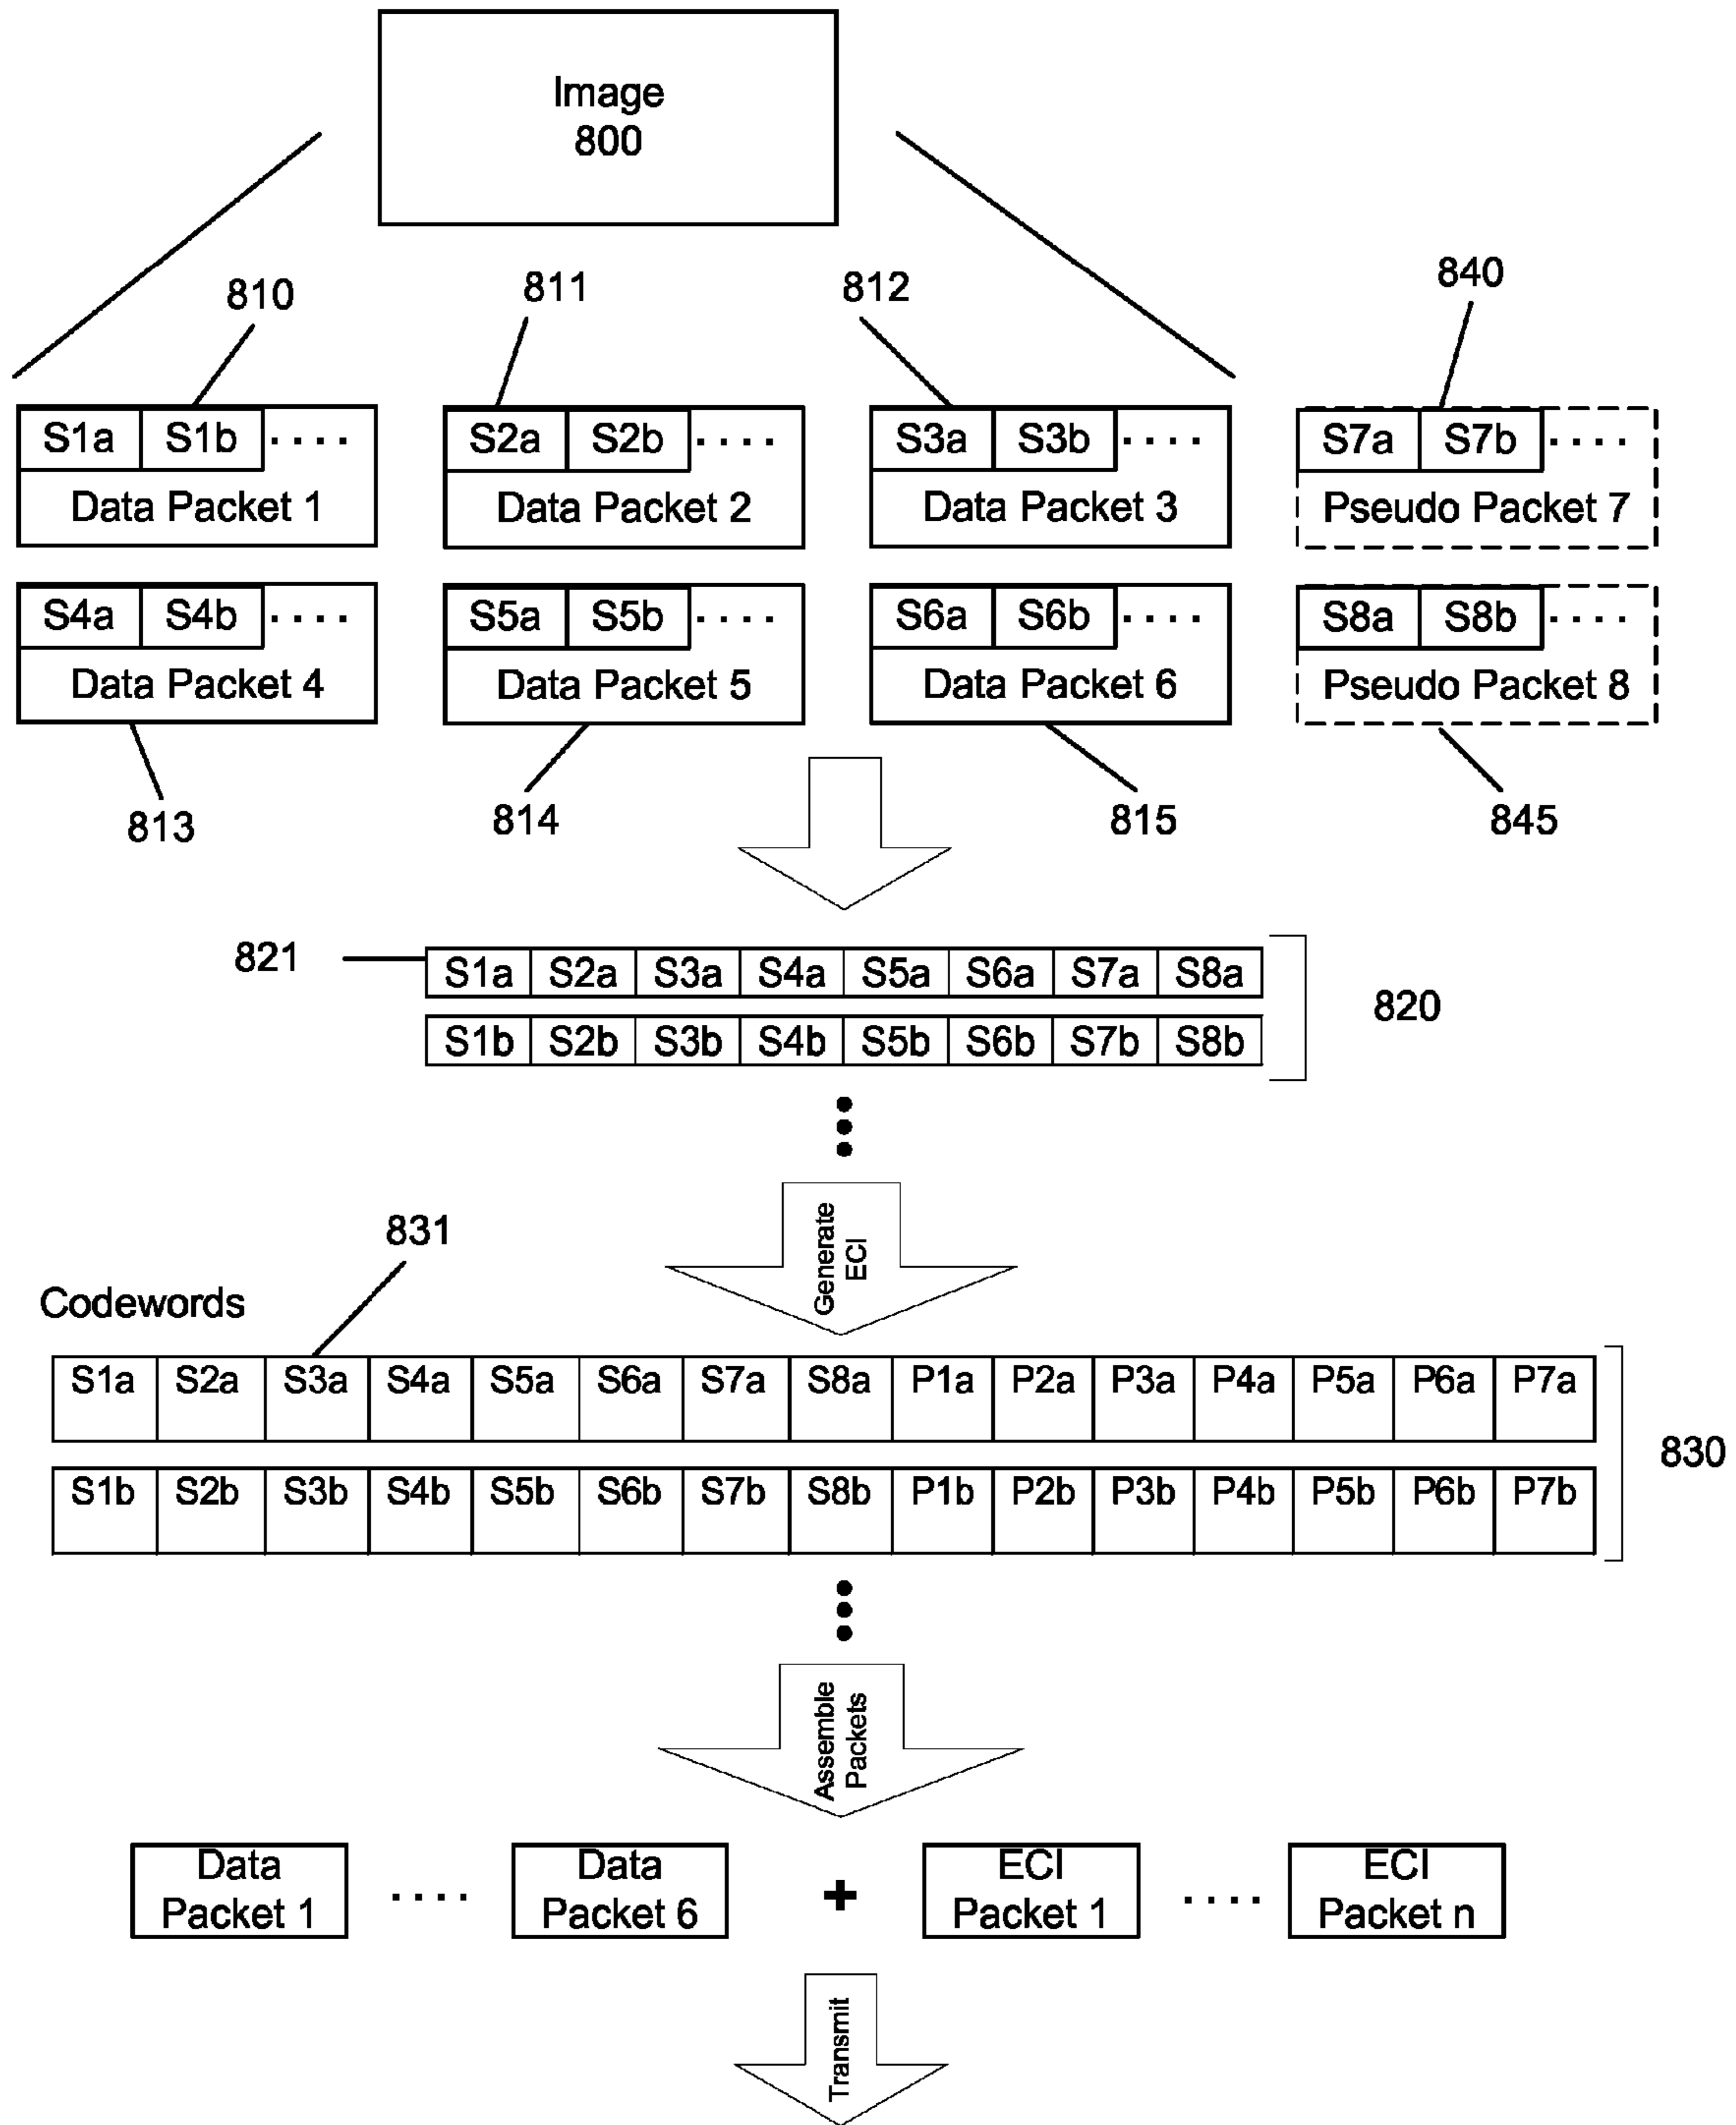 Image
800
810
811
812
840
S1a S1b ....
Data Packet 1
S2a S2b ....
Data Packet 2
S3a S3b ....
Data Packet 3
S7a S7b ....
Pseudo Packet 7
S4a S4b ....
Data Packet 4
S5a S5b ....
Data Packet 5
S6a S6b ....
Data Packet 6
S8a S8b ....
Pseudo Packet 8
813
814
815
845
821
S1a S2a S3a S4a S5a S6a S7a S8a
S1b S2b S3b S4b S5b S6b S7b S8b
820
Generate
ECI
831
Codewords
S1a S2a S3a S4a S5a S6a S7a S8a P1a P2a P3a P4a P5a P6a P7a
S1b S2b S3b S4b S5b S6b S7b S8b P1b P2b P3b P4b P5b P6b P7b
830
Assemble
Packets
Data
Packet 1
....
Data
Packet 6
+
ECI
Packet 1
....
ECI
Packet n
Transmit